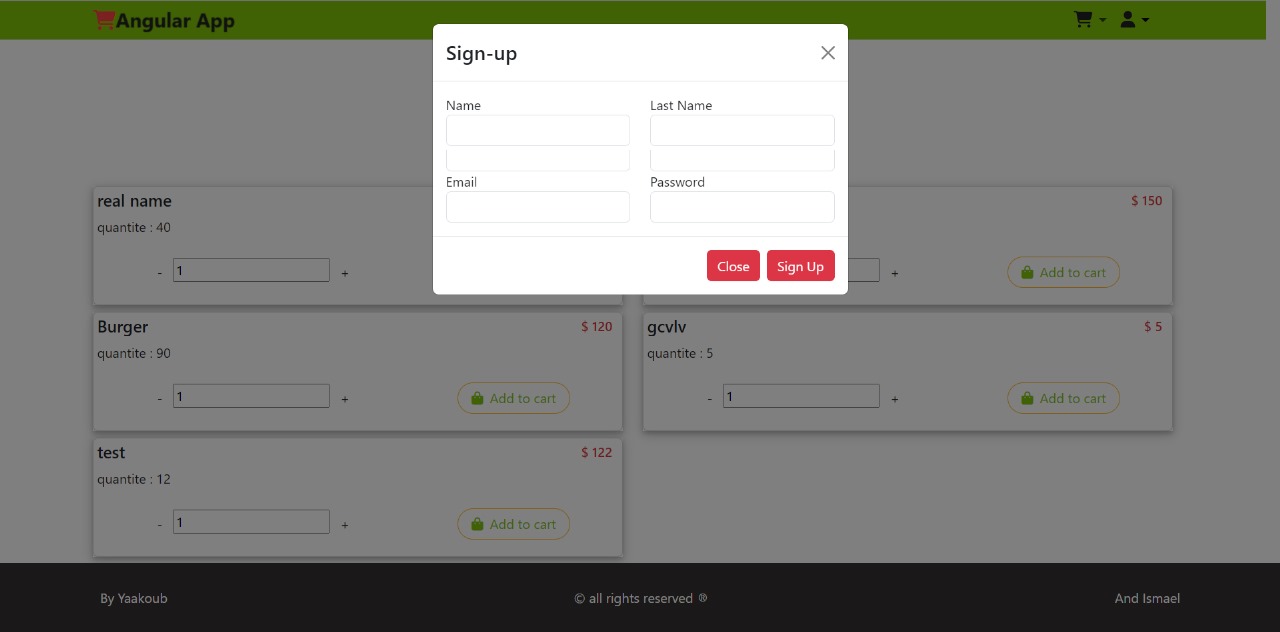 Angular App
Sign-up
Name Last Name
Email Password
Close Sign Up
real name
$ 150
quantite : 40
- 1 + + Add to cart
Burger $ 120 gcvlv $ 5
quantite : 90 quantite : 5
- 1 + Add to cart - 1 + Add to cart
test $ 122
quantite : 12
- 1 + Add to cart
By Yaakoub © all rights reserved ® And Ismael